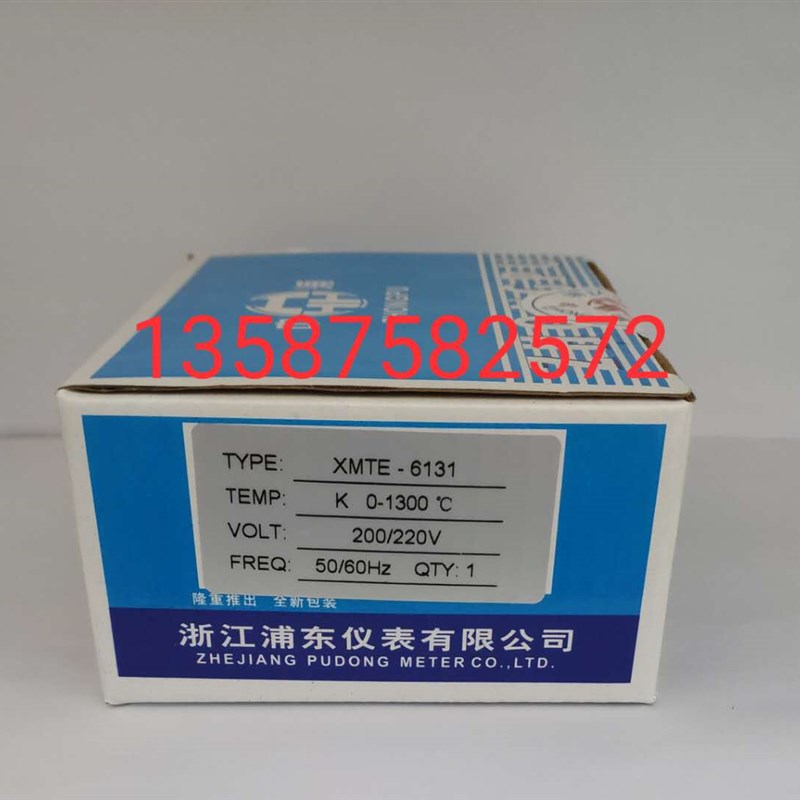 13587582572
TYPE: XMTE - 6131
TEMP: K 0-1300 ℃
VOLT: 200/220V
FREQ: 50/60Hz QTY: 1
隆重推出 全新包装
浙江浦东仪表有限公司
ZHEJIANG PUDONG METER CO.,LTD.